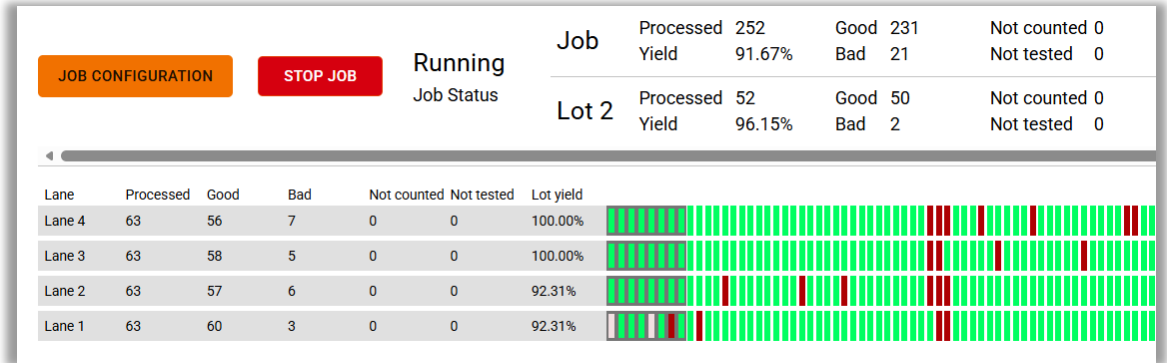 JOB CONFIGURATION
STOP JOB
Running
Job Status
Job
Processed 252 Good 231 Not counted 0
Yield 91.67% Bad 21 Not tested 0
Lot 2
Processed 52 Good 50 Not counted 0
Yield 96.15% Bad 2 Not tested 0
Lane Processed Good Bad Not counted Not tested Lot yield
Lane 4 63 56 7 0 0 100.00%
Lane 3 63 58 5 0 0 100.00%
Lane 2 63 57 6 0 0 92.31%
Lane 1 63 60 3 0 0 92.31%